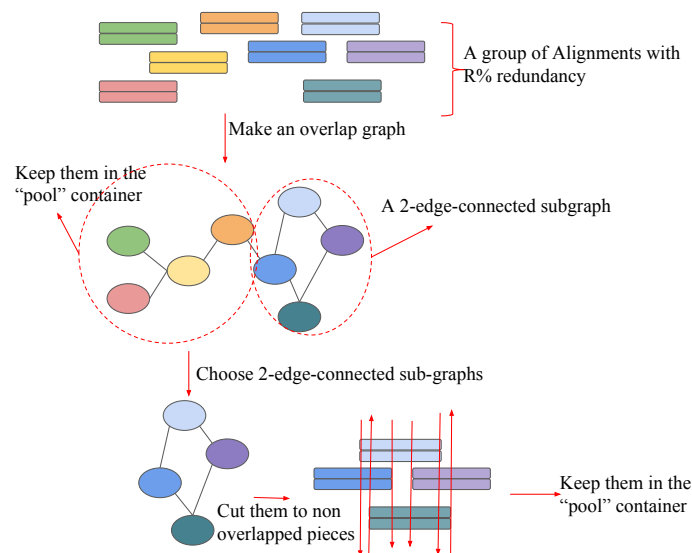 A group of Alignments with
R% redundancy
Make an overlap graph
Keep them in the
“pool” container
A 2-edge-connected subgraph
Choose 2-edge-connected sub-graphs
Cut them to non
overlapped pieces
Keep them in the
“pool” container